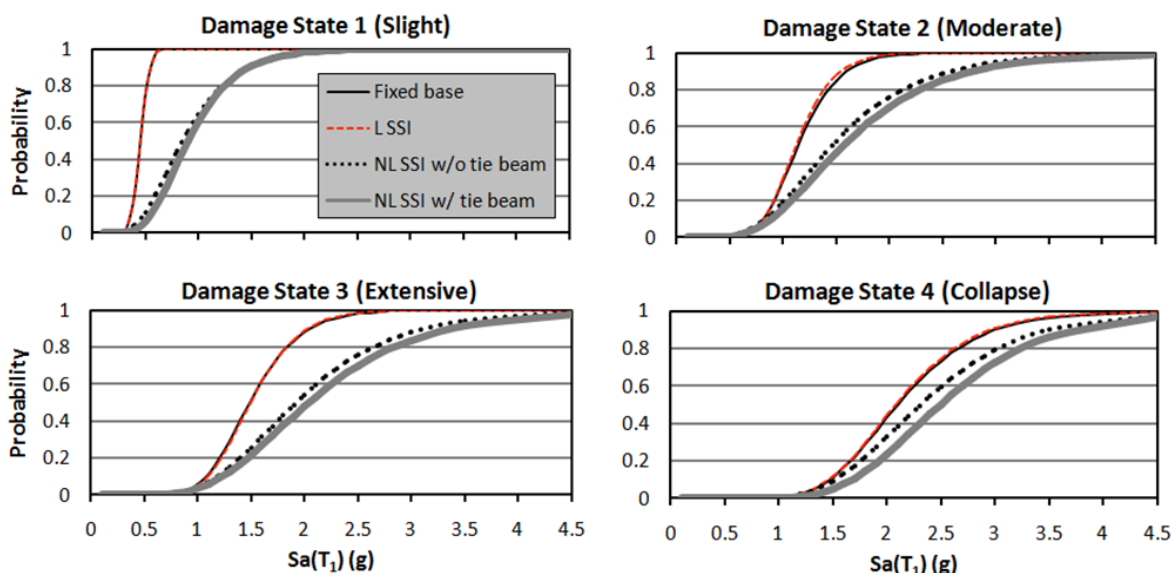 Damage State 1 (Slight)
Damage State 2 (Moderate)
1
0.8
0.6
0.4
0.2
0
Probability
Fixed base
L SSI
NL SSI w/o tie beam
NL SSI w/ tie beam
1
0.8
0.6
0.4
0.2
0
Damage State 3 (Extensive)
Damage State 4 (Collapse)
1
0.8
0.6
0.4
0.2
0
Probability
0 0.5 1 1.5 2 2.5 3 3.5 4 4.5
Sa(T1) (g)
1
0.8
0.6
0.4
0.2
0
0 0.5 1 1.5 2 2.5 3 3.5 4 4.5
Sa(T1) (g)